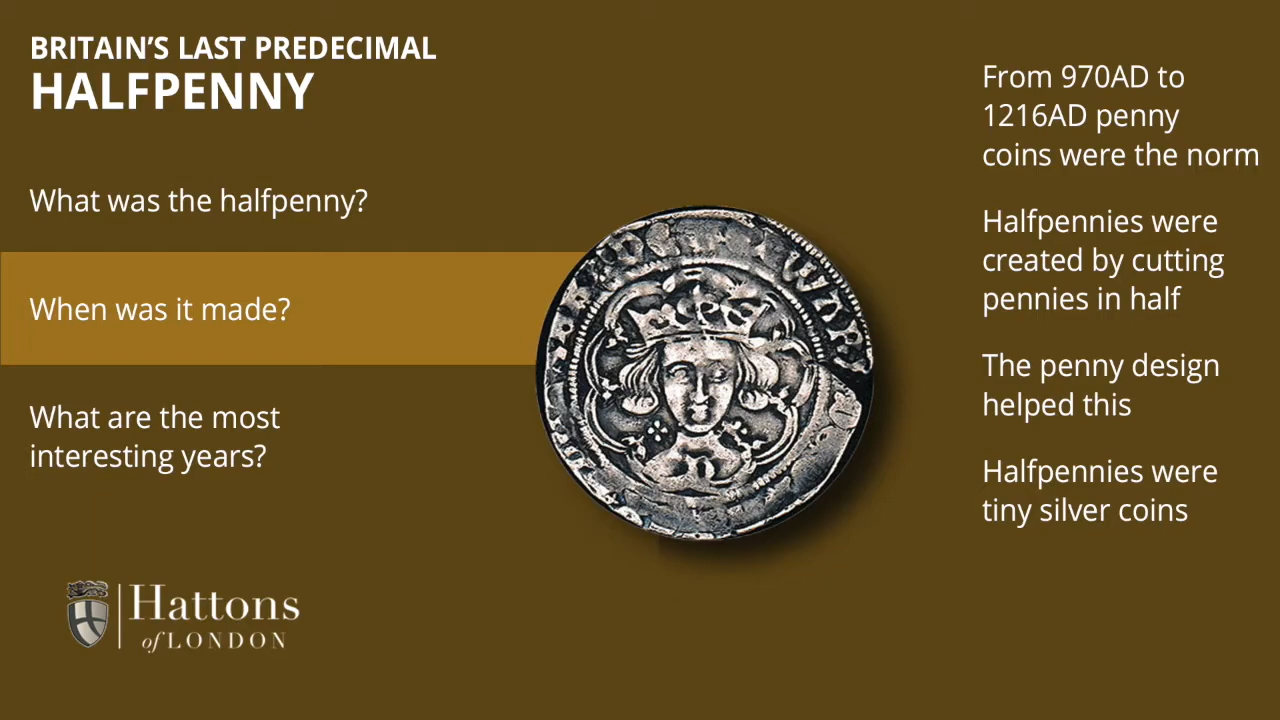 BRITAIN’S LAST PREDECIMAL
HALFPENNY
What was the halfpenny?
When was it made?
What are the most
interesting years?
Hattons
of LONDON
From 970AD to
1216AD penny
coins were the norm
Halfpennies were
created by cutting
pennies in half
The penny design
helped this
Halfpennies were
tiny silver coins